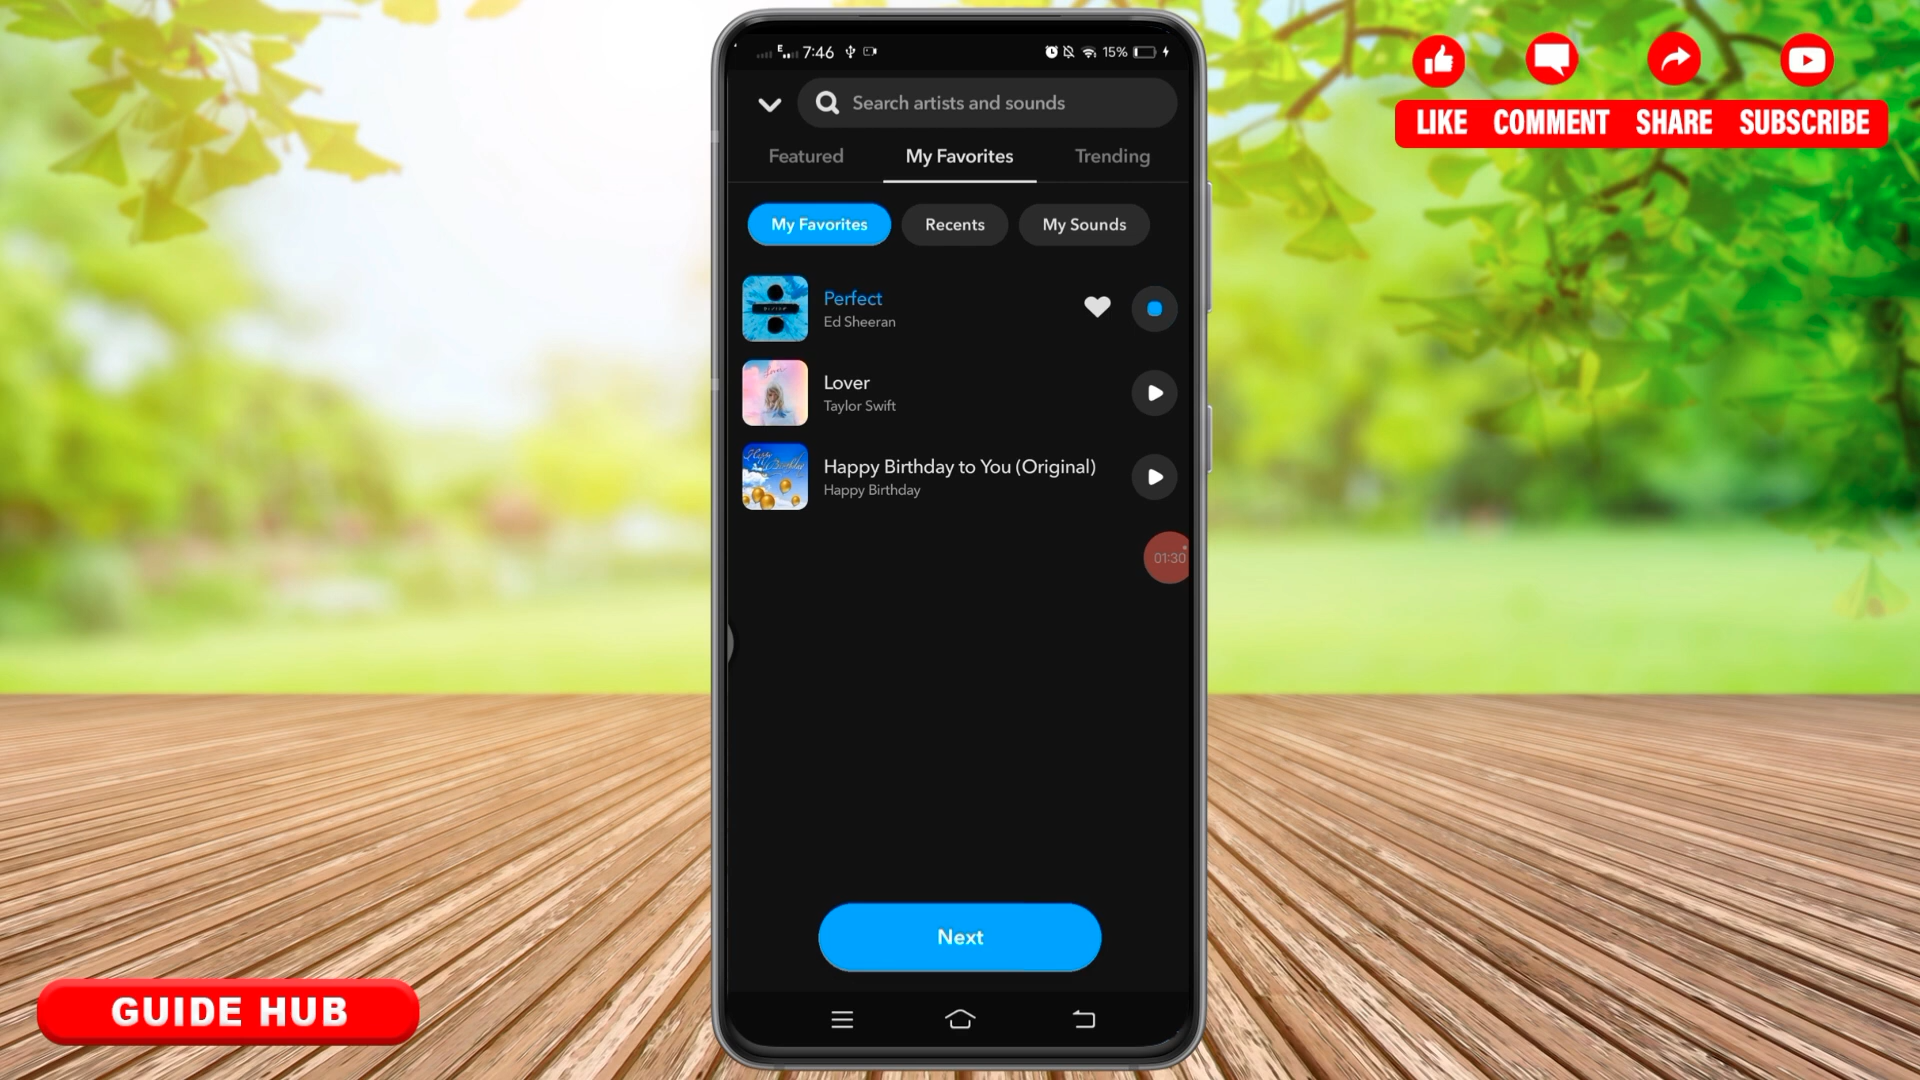 7:46
15%
Search artists and sounds
LIKE COMMENT SHARE SUBSCRIBE
Featured My Favorites Trending
My Favorites Recents My Sounds
Perfect
Ed Sheeran
Lover
Taylor Swift
Happy Birthday to You (Original)
Happy Birthday
01:30
Next
GUIDE HUB